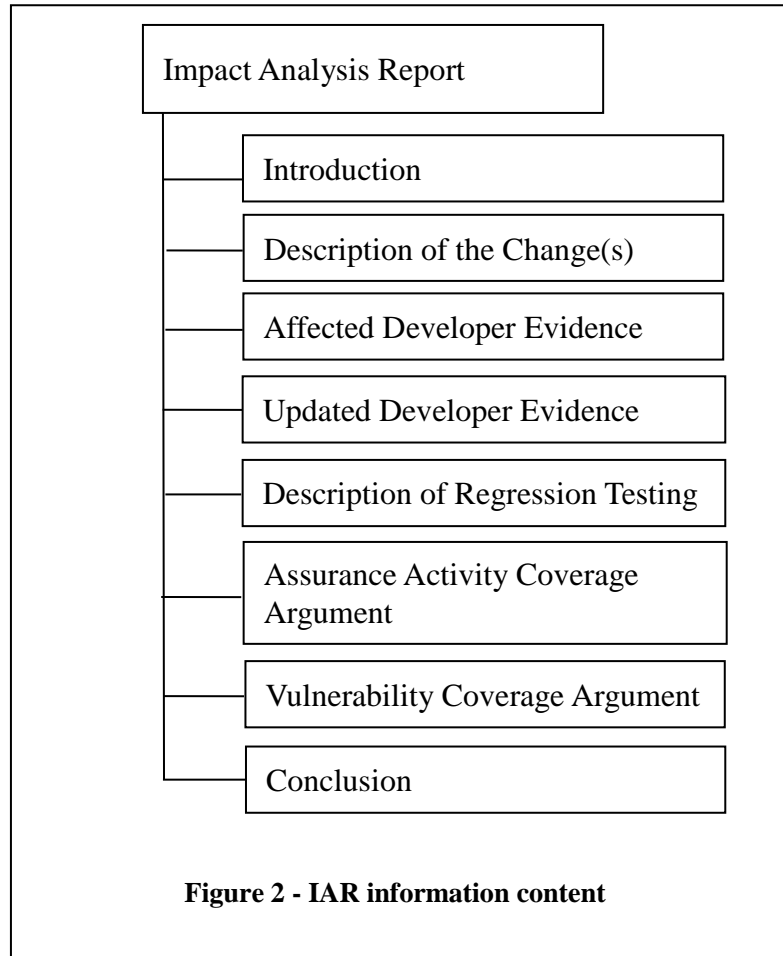 Impact Analysis Report
Introduction
Description of the Change(s)
Affected Developer Evidence
Updated Developer Evidence
Description of Regression Testing
Assurance Activity Coverage
Argument
Vulnerability Coverage Argument
Conclusion
Figure 2 - IAR information content